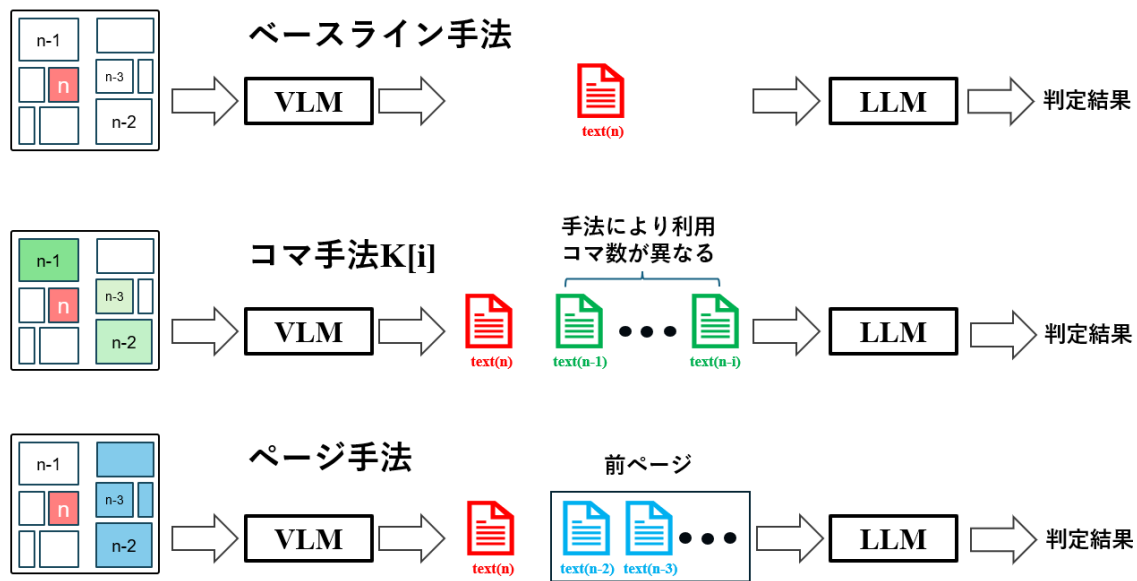 ベースライン手法
n-1
n
n-3
n-2
VLM
text(n)
LLM
判定結果
コマ手法K[i]
手法により利用
コマ数が異なる
n-1
n
n-3
n-2
VLM
text(n)
text(n-1)
text(n-i)
LLM
判定結果
ページ手法
前ページ
n-1
n
n-3
n-2
VLM
text(n)
text(n-2)
text(n-3)
LLM
判定結果